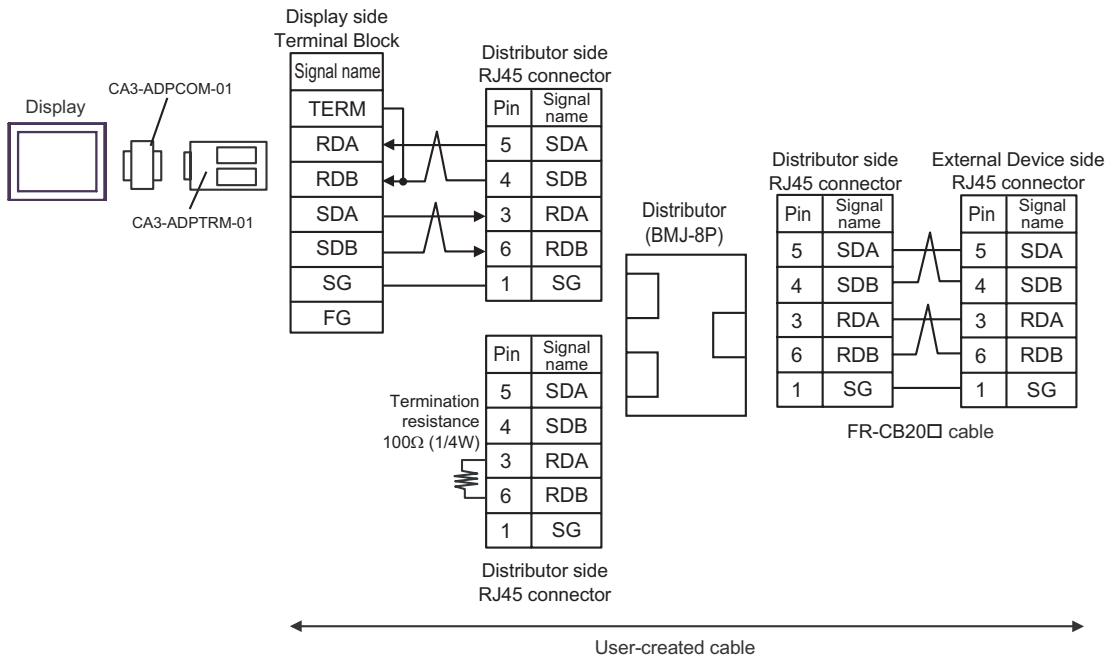 Display side
Terminal Block
Signal name
TERM
RDA
RDB
SDA
SDB
SG
FG
Display
CA3-ADPCOM-01
CA3-ADPTRM-01
Distributor side
RJ45 connector
Pin Signal name
5 SDA
4 SDB
3 RDA
6 RDB
1 SG
Termination
resistance
100Ω (1/4W)
Pin Signal name
5 SDA
4 SDB
3 RDA
6 RDB
1 SG
Distributor side
RJ45 connector
Distributor
(BMJ-8P)
Distributor side
RJ45 connector
Pin Signal name
5 SDA
4 SDB
3 RDA
6 RDB
1 SG
External Device side
RJ45 connector
Pin Signal name
5 SDA
4 SDB
3 RDA
6 RDB
1 SG
FR-CB20□ cable
User-created cable